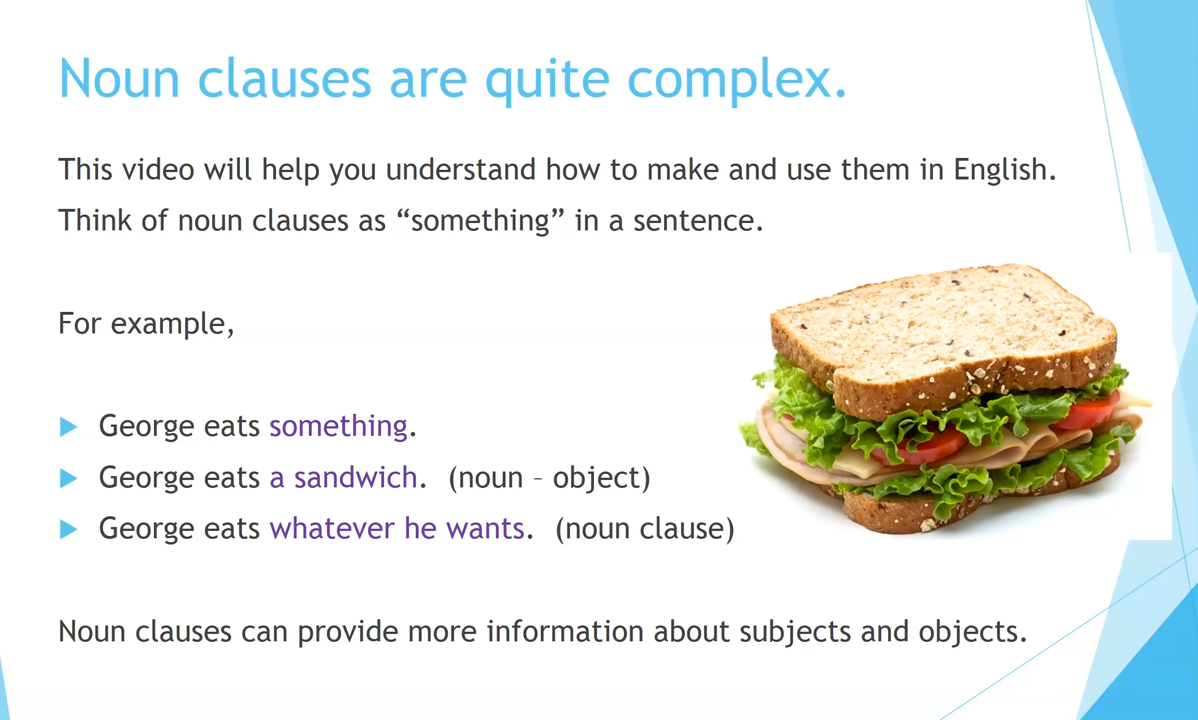 Noun clauses are quite complex.
This video will help you understand how to make and use them in English.
Think of noun clauses as “something” in a sentence.
For example,
George eats something.
George eats a sandwich. (noun – object)
George eats whatever he wants. (noun clause)
Noun clauses can provide more information about subjects and objects.